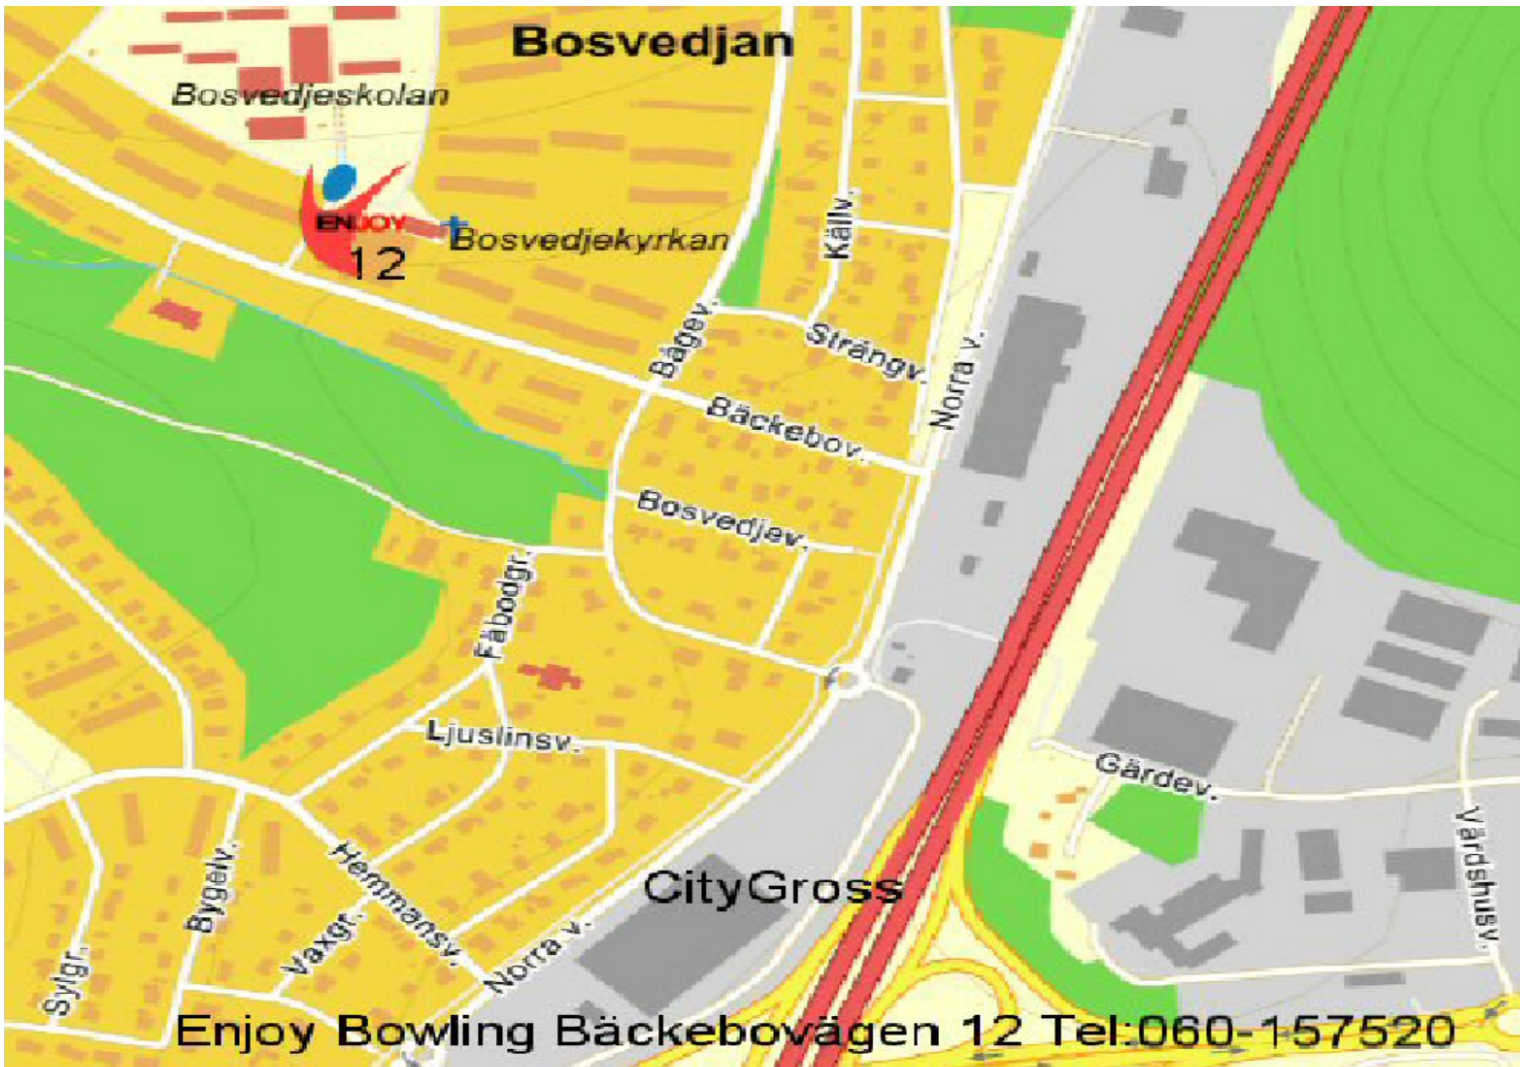 Bosvedjan
Bosvedjeskolan
ENJOY
12
Bosvedjekyrkan
Källv.
Bågev.
Strängv.
Norra v.
Bäckebov.
Bosvedjev.
Fäbodgr.
Ljuslinsv.
Gärdev.
Värdshusv.
Hemmansv.
Bygelv.
Vaxgr.
Sylgr.
Norra v.
CityGross
Enjoy Bowling Bäckebovägen 12 Tel:060-157520